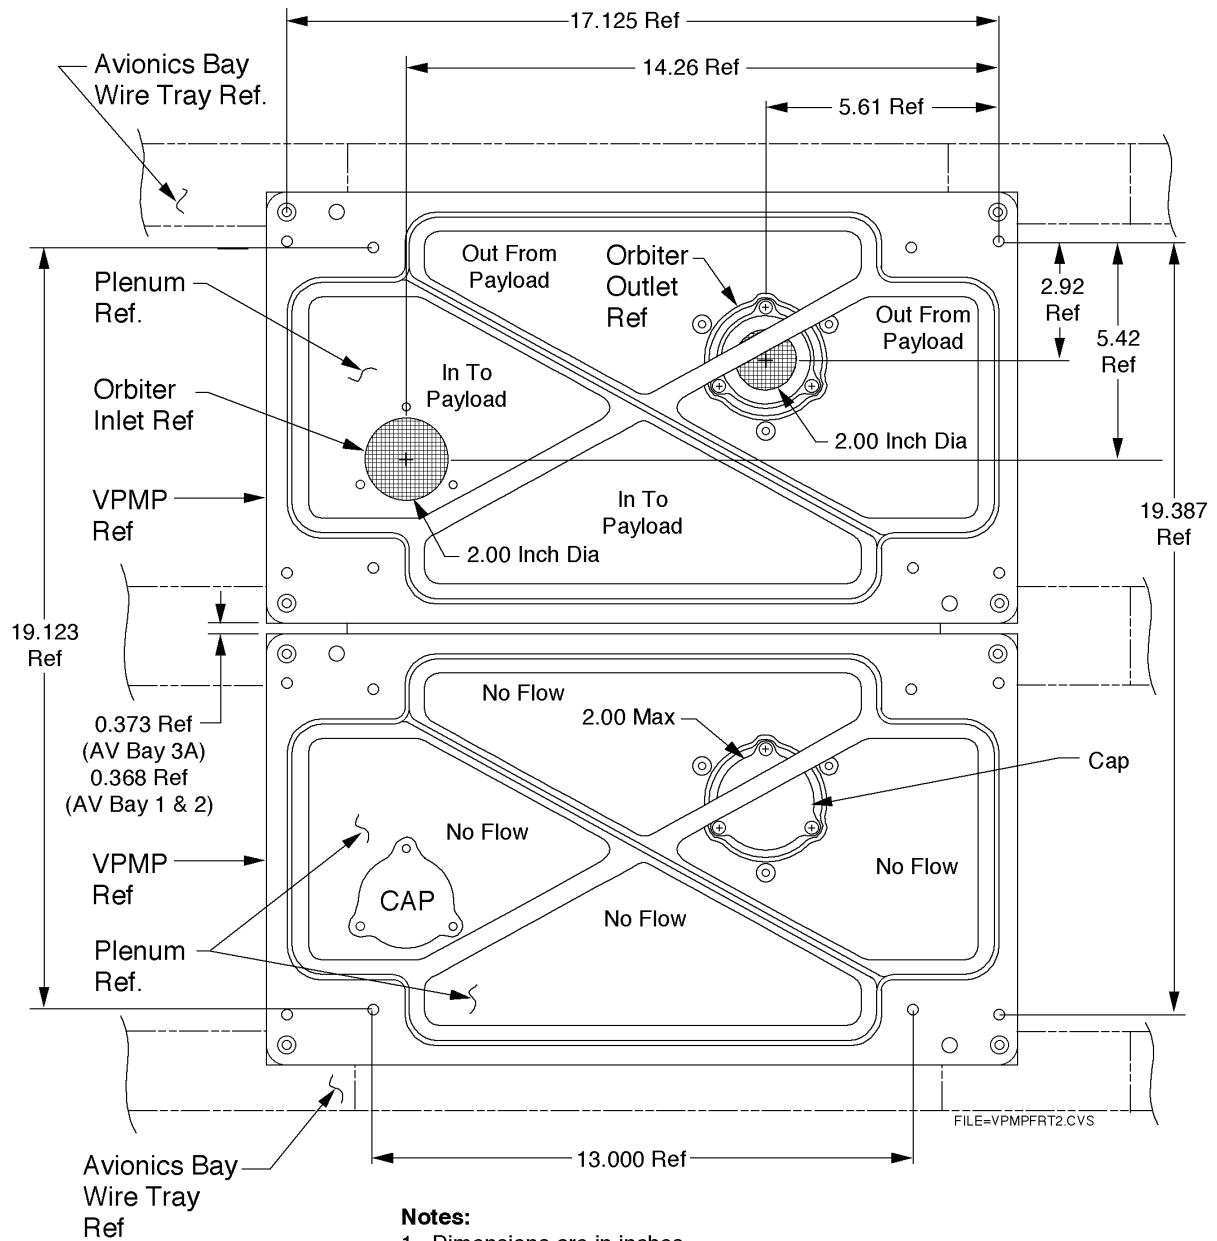 17.125 Ref
14.26 Ref
5.61 Ref
Avionics Bay
Wire Tray Ref.
Out From
Payload
Orbiter
Outlet
Ref
Plenum
Ref.
2.92
Ref
Out From
Payload
5.42
Ref
In To
Payload
Orbiter
Inlet Ref
2.00 Inch Dia
VPMP
Ref
In To
Payload
19.387
Ref
2.00 Inch Dia
19.123
Ref
No Flow
2.00 Max
0.373 Ref
(AV Bay 3A)
0.368 Ref
(AV Bay 1 & 2)
Cap
No Flow
VPMP
Ref
No Flow
CAP
No Flow
Plenum
Ref.
FILE=VPMPFRT2.CVS
13.000 Ref
Avionics Bay
Wire Tray
Ref
Notes:
1. Dimensions are in inches